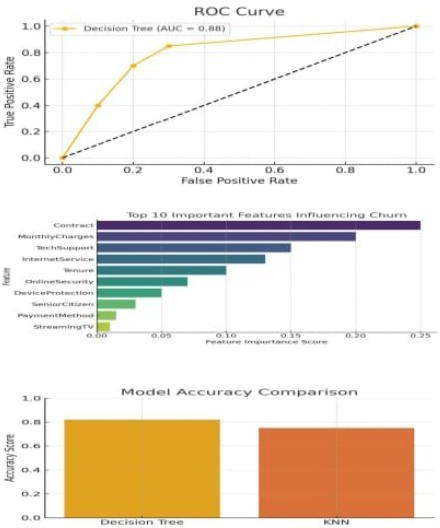 ROC Curve
Decision Tree (AUC = 0.88)
True Positive Rate
1.0
0.8
0.6
0.4
0.2
0.0
0.0 0.2 0.4 0.6 0.8 1.0
False Positive Rate
Top 10 Important Features Influencing Churn
Feature
Contract
MonthlyCharges
TechSupport
InternetService
Tenure
OnlineSecurity
DeviceProtection
SeniorCitizen
PaymentMethod
StreamingTV
0.00 0.05 0.10 0.15 0.20 0.25
Feature Importance Score
Model Accuracy Comparison
Accuracy Score
1.0
0.8
0.6
0.4
0.2
0.0
Decision Tree KNN